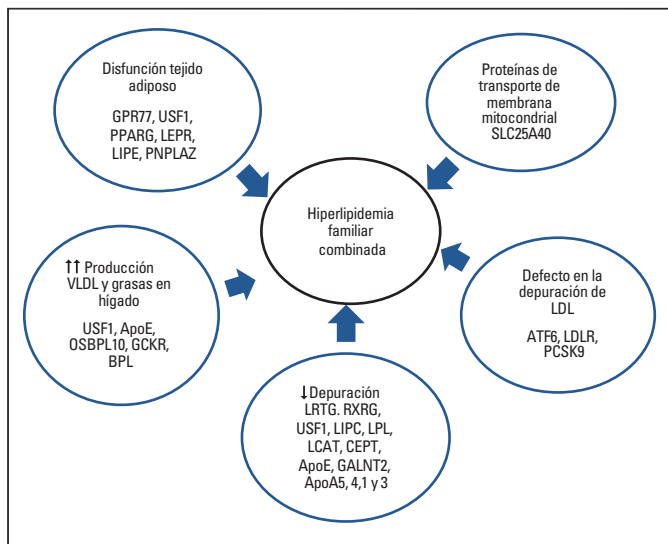 Disfunción tejido
adiposo
GPR77, USF1,
PPARG, LEPR,
LIPE, PNPLAZ
Proteínas de
transporte de
membrana
mitocondrial
SLC25A40
Hiperlipidemia
familiar
combinada
↑↑ Producción
VLDL y grasas en
hígado
USF1, ApoE,
OSBPL10, GCKR,
BPL
Defecto en la
depuración de
LDL
ATF6, LDLR,
PCSK9
↓Depuración
LRTG. RXRG,
USF1, LIPC, LPL,
LCAT, CEPT,
ApoE, GALNT2,
ApoA5, 4,1 y 3